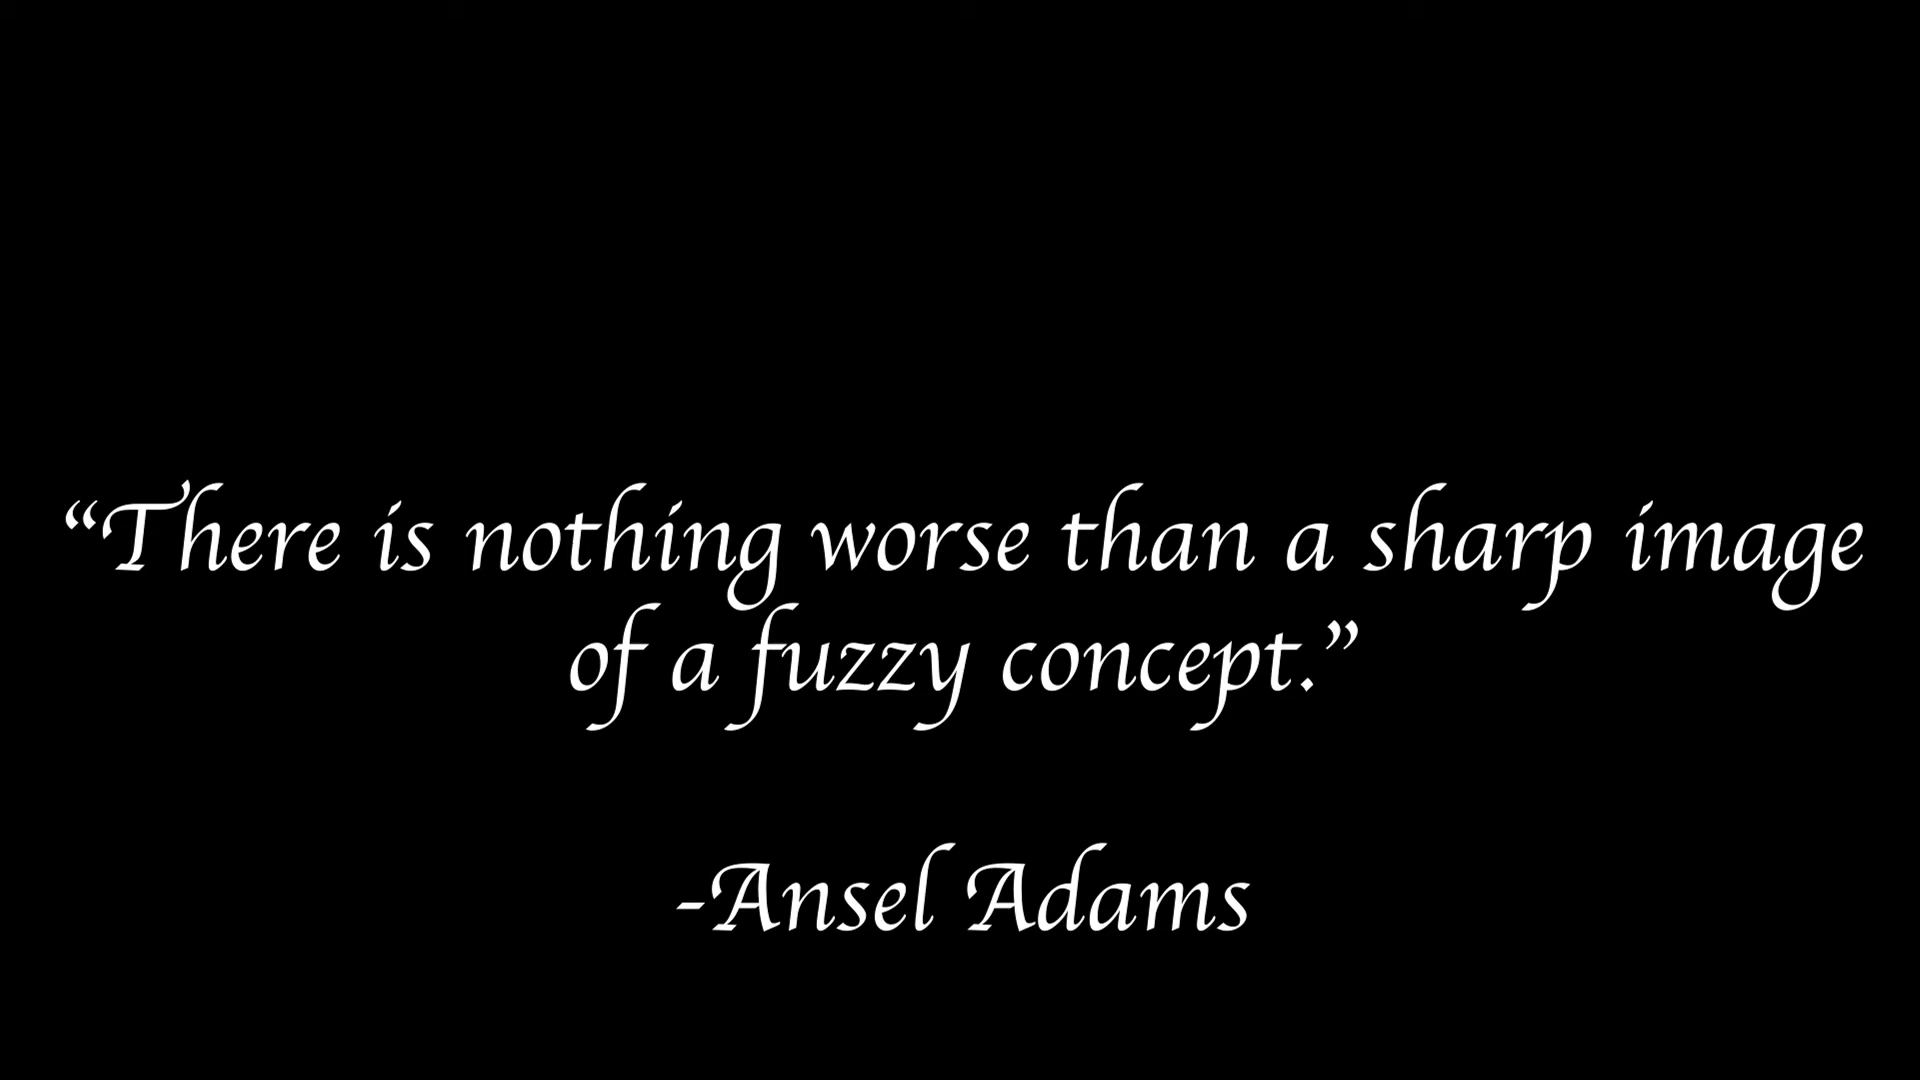 “There is nothing worse than a sharp image
of a fuzzy concept.”
-Ansel Adams